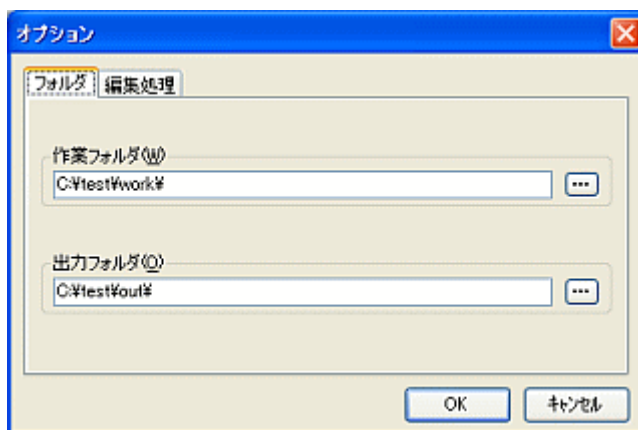 オプション
フォルダ 編集処理
作業フォルダ(W)
C:¥test¥work¥
...
出力フォルダ(O)
C:¥test¥out¥
...
OK キャンセル